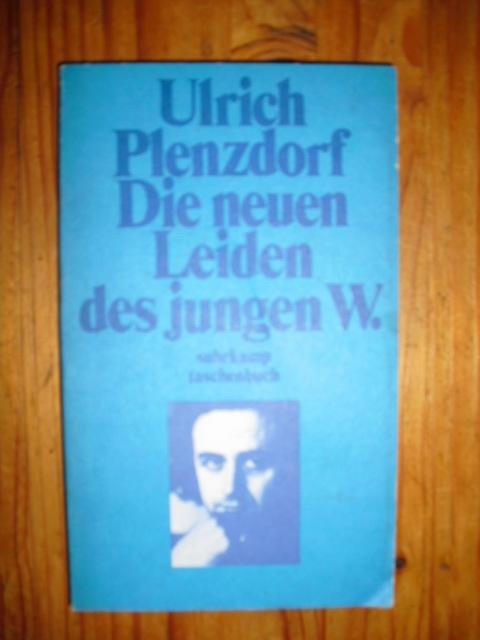 Ulrich
Plenzdorf
Die neuen
Leiden
des jungen W.
suhrkamp
taschenbuch